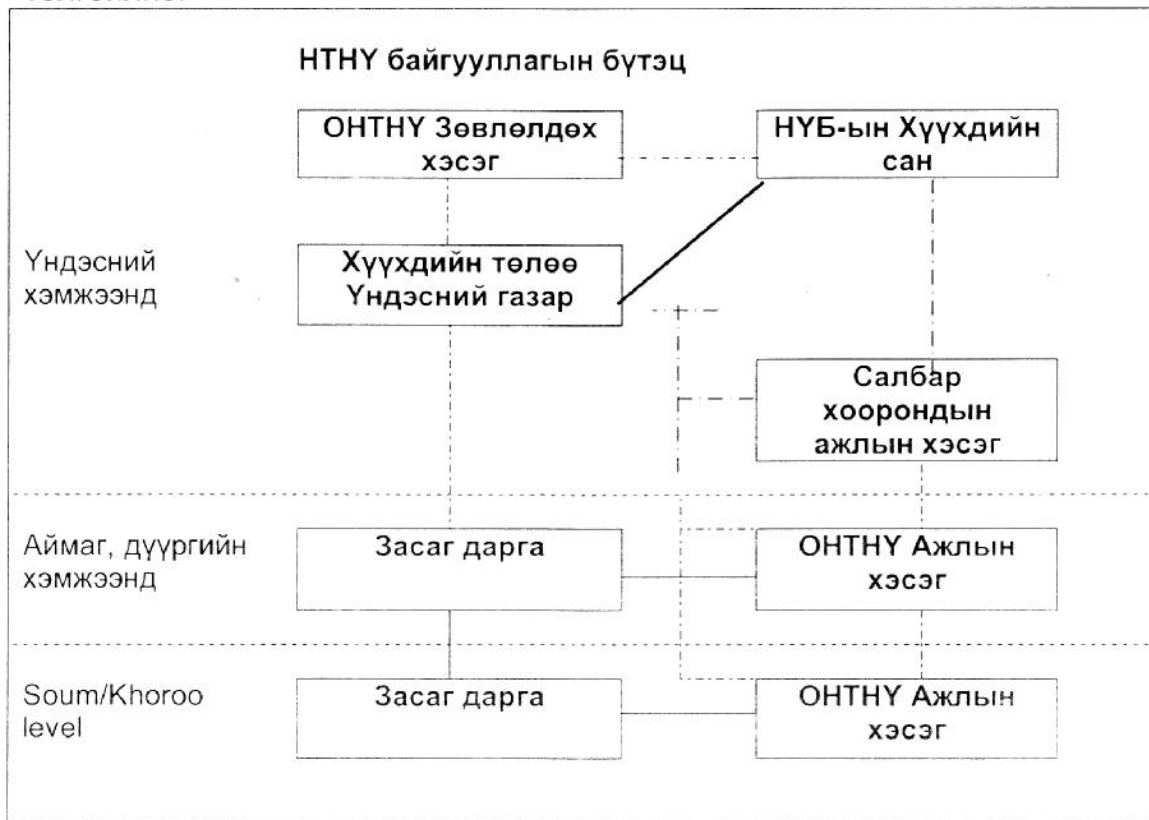 НТНҮ байгууллагын бүтэц
ОНТНҮ Зөвлөлдөх
хэсэг
НҮБ-ын Хүүхдийн
сан
Үндэсний
хэмжээнд
Хүүхдийн төлөө
Үндэсний газар
Салбар
хоорондын
ажлын хэсэг
Аймаг, дүүргийн
хэмжээнд
Засаг дарга
ОНТНҮ Ажлын
хэсэг
Soum/Khoroo
level
Засаг дарга
ОНТНҮ Ажлын
хэсэг